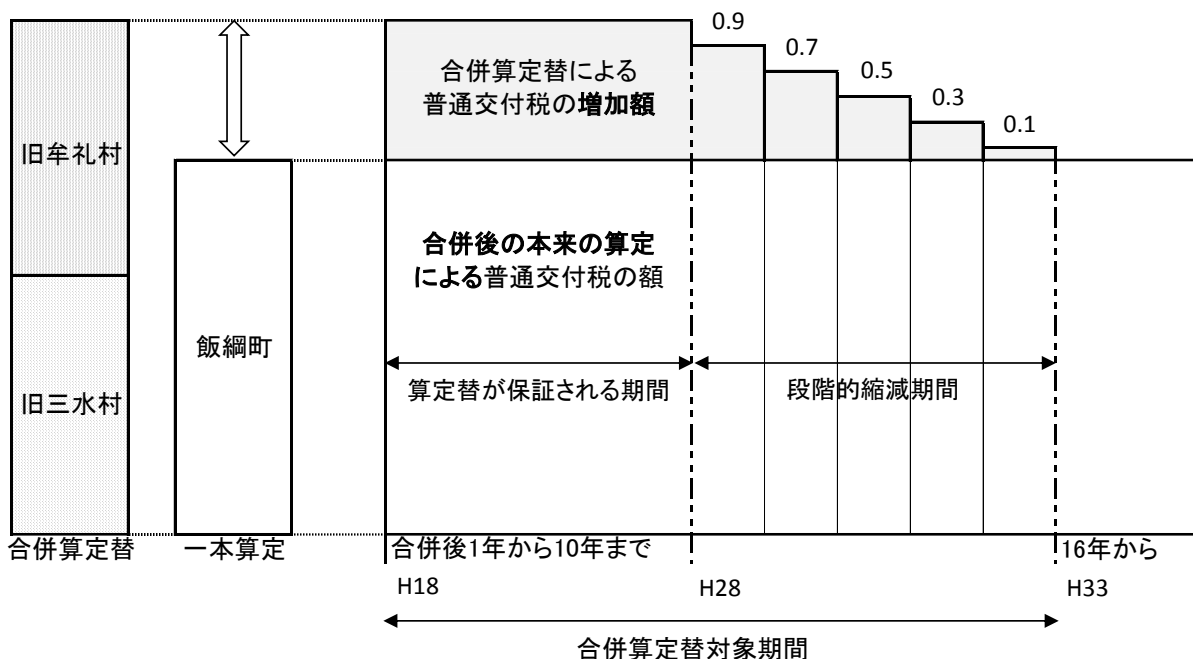 0.9
0.7
0.5
0.3
0.1
合併算定替による
普通交付税の増加額
旧牟礼村
合併後の本来の算定
による普通交付税の額
飯綱町
算定替が保証される期間
段階的縮減期間
旧三水村
合併算定替
一本算定
合併後1年から10年まで
16年から
H18
H28
H33
合併算定替対象期間